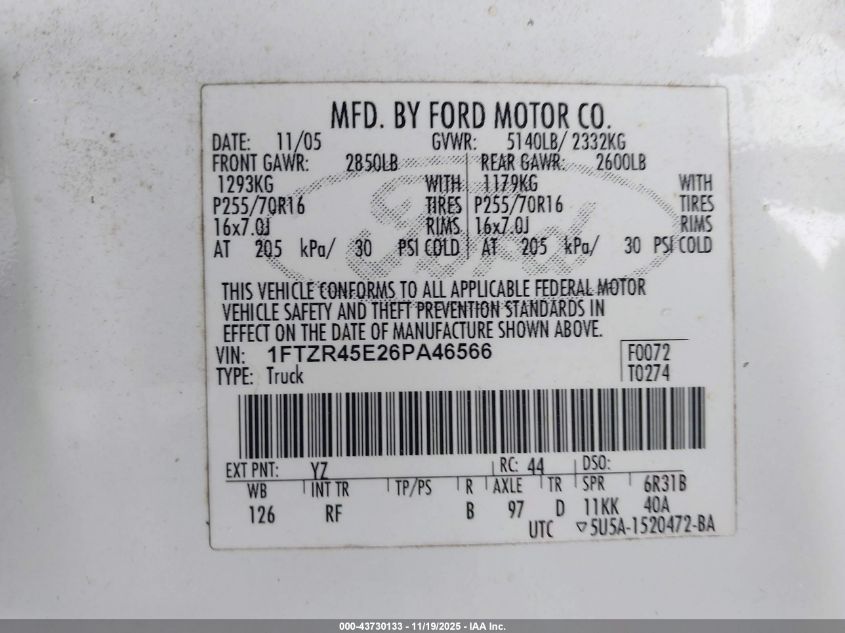 MFD. BY FORD MOTOR CO.
DATE: 11/05 GVWR: 5140LB/ 2332KG
FRONT GAWR: 2850LB REAR GAWR: 2600LB
1293KG WITH 1179KG WITH
P255/70R16 TIRES P255/70R16 TIRES
16x7.0J RIMS 16x7.0J RIMS
AT 205 kPa/ 30 PSI COLD AT 205 kPa/ 30 PSI COLD
Ford
THIS VEHICLE CONFORMS TO ALL APPLICABLE FEDERAL MOTOR
VEHICLE SAFETY AND THEFT PREVENTION STANDARDS IN
EFFECT ON THE DATE OF MANUFACTURE SHOWN ABOVE.
VIN: 1FTZR45E26PA46566 F0072
TYPE: Truck T0274
EXT PNT: YZ RC: 44 DSO:
WB INT TR TP/PS R AXLE TR SPR 6R31B
126 RF B 97 D 11KK 40A
UTC ▽5U5A-1520472-BA
000-43730133 - 11/19/2025 - IAA Inc.